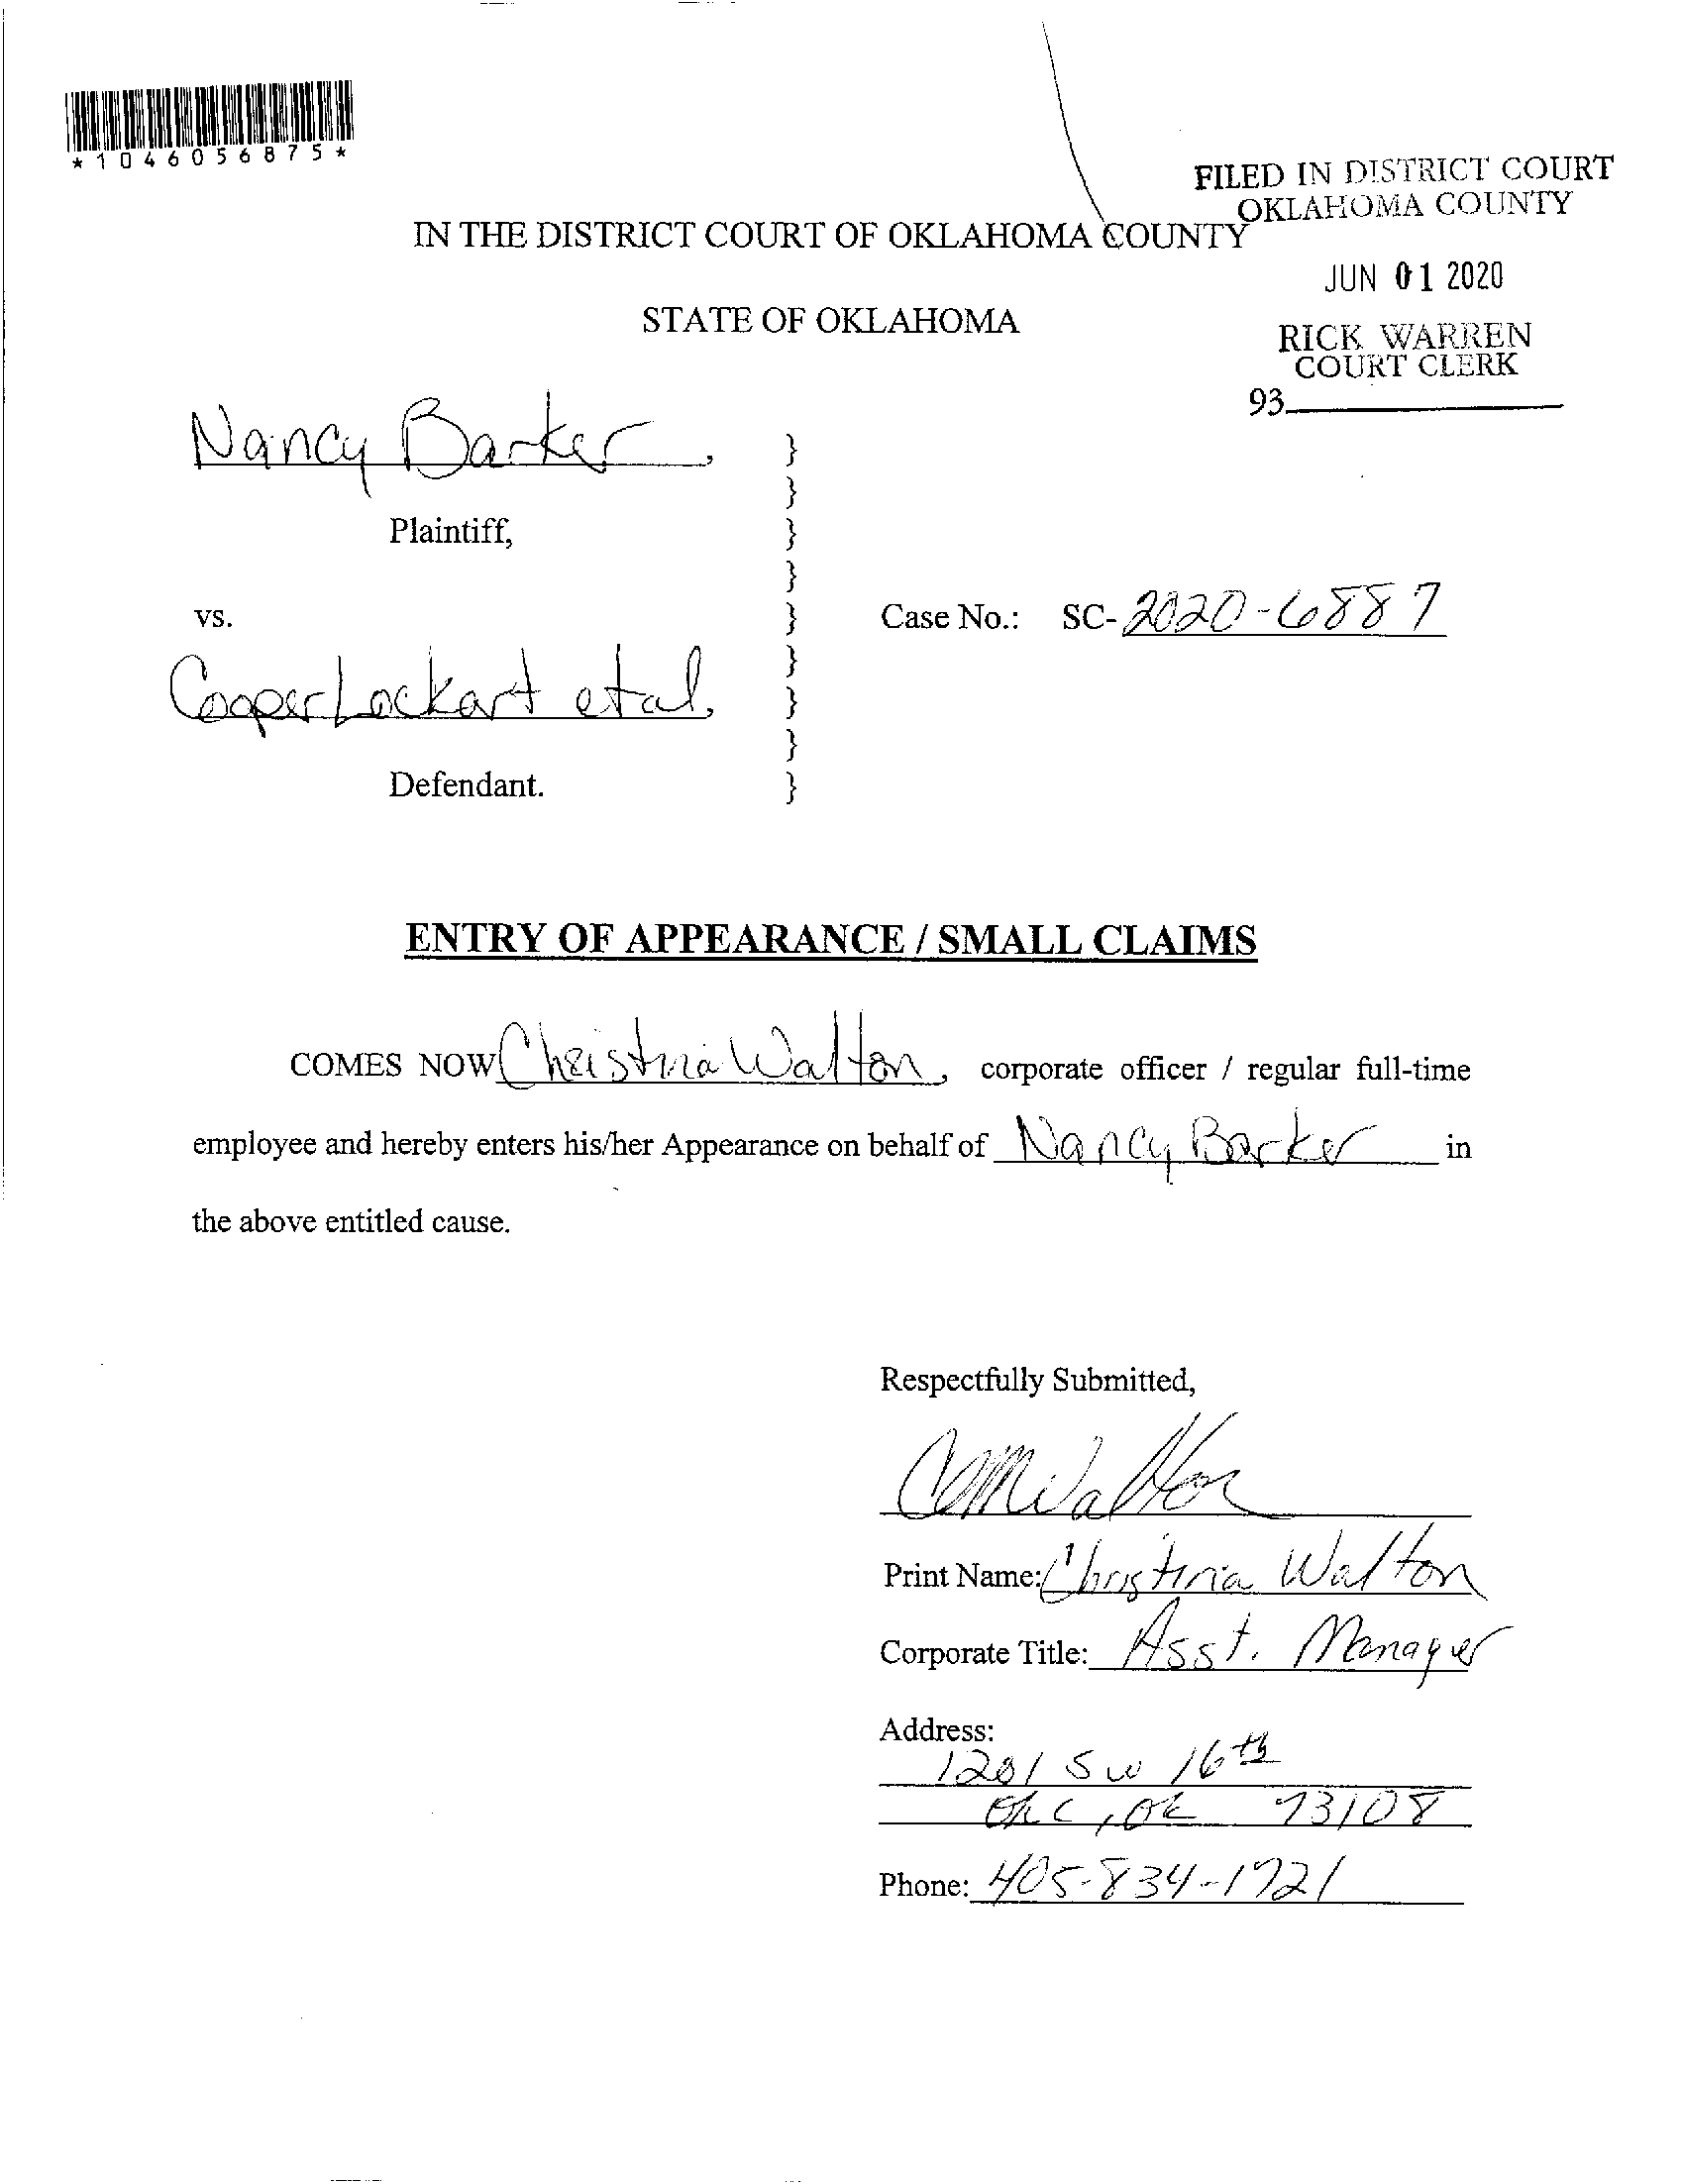 *1046056875*
FILED IN DISTRICT COURT
OKLAHOMA COUNTY
IN THE DISTRICT COURT OF OKLAHOMA COUNTY
JUN 01 2020
STATE OF OKLAHOMA
RICK WARREN
COURT CLERK
93
Nancy Barker,
Plaintiff,
vs.
Case No.: SC-2020-6887
Cooper Lockart et al.
Defendant.
}
}
}
}
}
}
}
}
}
ENTRY OF APPEARANCE / SMALL CLAIMS
COMES NOW Christina Walton, corporate officer / regular full-time
employee and hereby enters his/her Appearance on behalf of Nancy Barker in
the above entitled cause.
Respectfully Submitted,
CMWalton
Print Name: Christina Walton
Corporate Title: Asst. Manager
Address:
1201 SW 16th
OKC, OK 73108
Phone: 405-834-1721